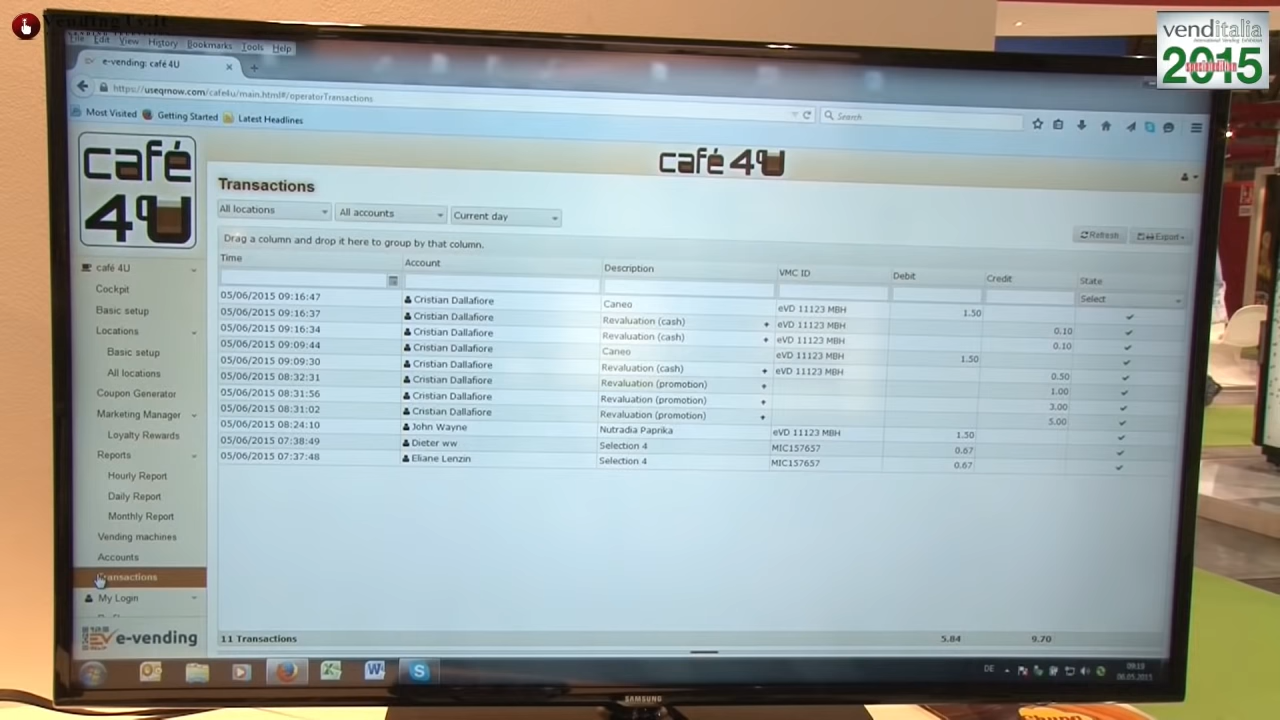 venditalia
International Vending Exhibition
2015
File Edit View History Bookmarks Tools Help
e-vending: café 4U
https://useqrnow.com/cafe4u/main.html#/operatorTransactions
Search
Most Visited Getting Started Latest Headlines
café 4U
café 4U
Transactions
All locations All accounts Current day
Refresh Export
Drag a column and drop it here to group by that column.
Time Account Description VMC ID Debit Credit State
Select
05/06/2015 09:16:47 Cristian Dallafiore Caneo eVD 11123 MBH 1.50
05/06/2015 09:16:37 Cristian Dallafiore Revaluation (cash) eVD 11123 MBH 0.10
05/06/2015 09:16:34 Cristian Dallafiore Revaluation (cash) eVD 11123 MBH 0.10
05/06/2015 09:09:44 Cristian Dallafiore Caneo eVD 11123 MBH 1.50
05/06/2015 09:09:30 Cristian Dallafiore Revaluation (cash) eVD 11123 MBH 0.50
05/06/2015 08:32:31 Cristian Dallafiore Revaluation (promotion) 1.00
05/06/2015 08:31:56 Cristian Dallafiore Revaluation (promotion) 3.00
05/06/2015 08:31:02 Cristian Dallafiore Revaluation (promotion) 5.00
05/06/2015 08:24:10 John Wayne Nutradia Paprika eVD 11123 MBH 1.50
05/06/2015 07:38:49 Dieter ww Selection 4 MIC157657 0.67
05/06/2015 07:37:48 Eliane Lenzin Selection 4 MIC157657 0.67
11 Transactions 5.84 9.70
café 4U
Cockpit
Basic setup
Locations
Basic setup
All locations
Coupon Generator
Marketing Manager
Loyalty Rewards
Reports
Hourly Report
Daily Report
Monthly Report
Vending machines
Accounts
Transactions
My Login
EV e-vending
DE
SAMSUNG